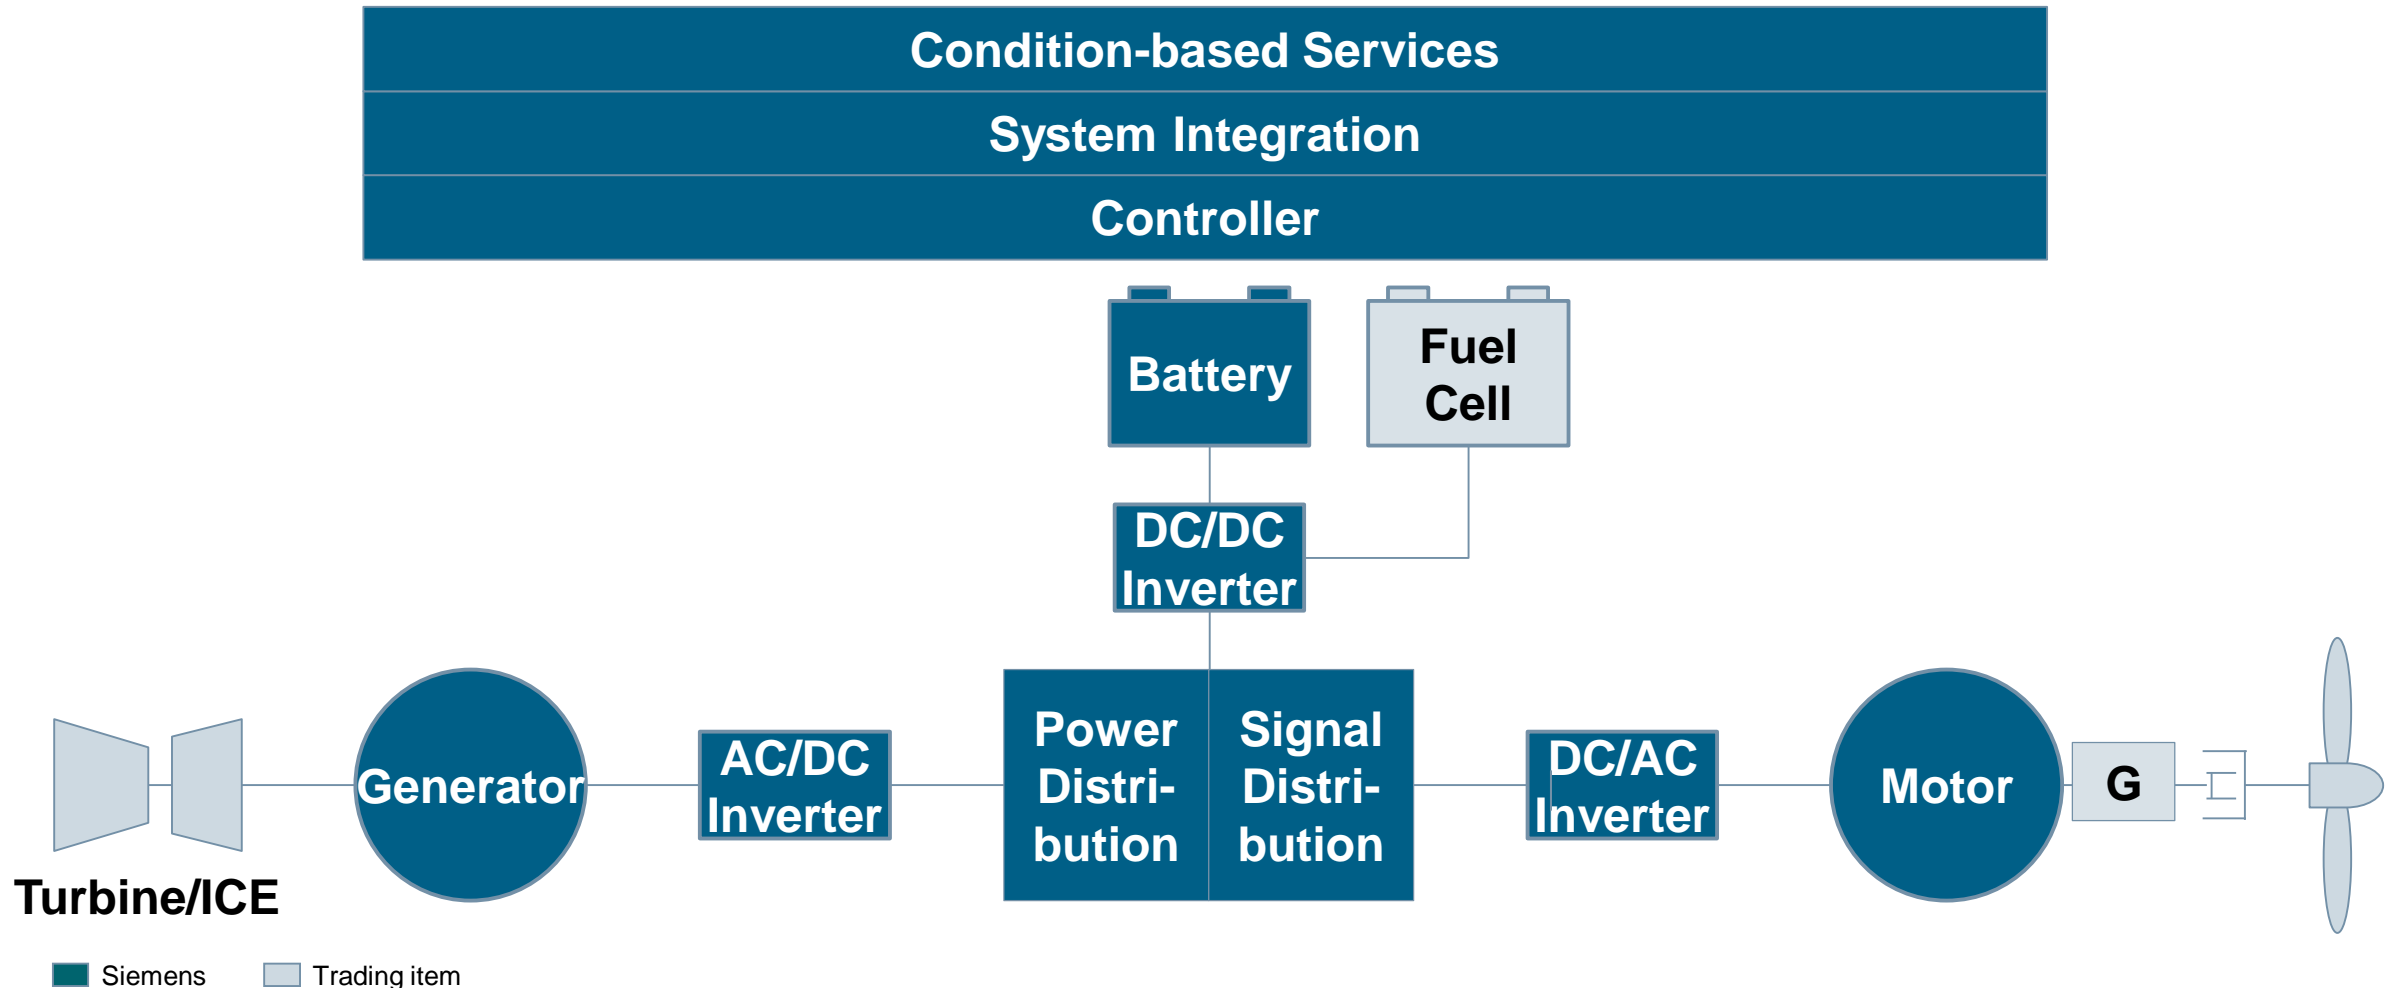 Condition-based Services
System Integration
Controller
Battery
Fuel
Cell
DC/DC
Inverter
Generator
AC/DC
Inverter
Power
Distri-
bution
Signal
Distri-
bution
DC/AC
Inverter
Motor
G
Turbine/ICE
Siemens
Trading item